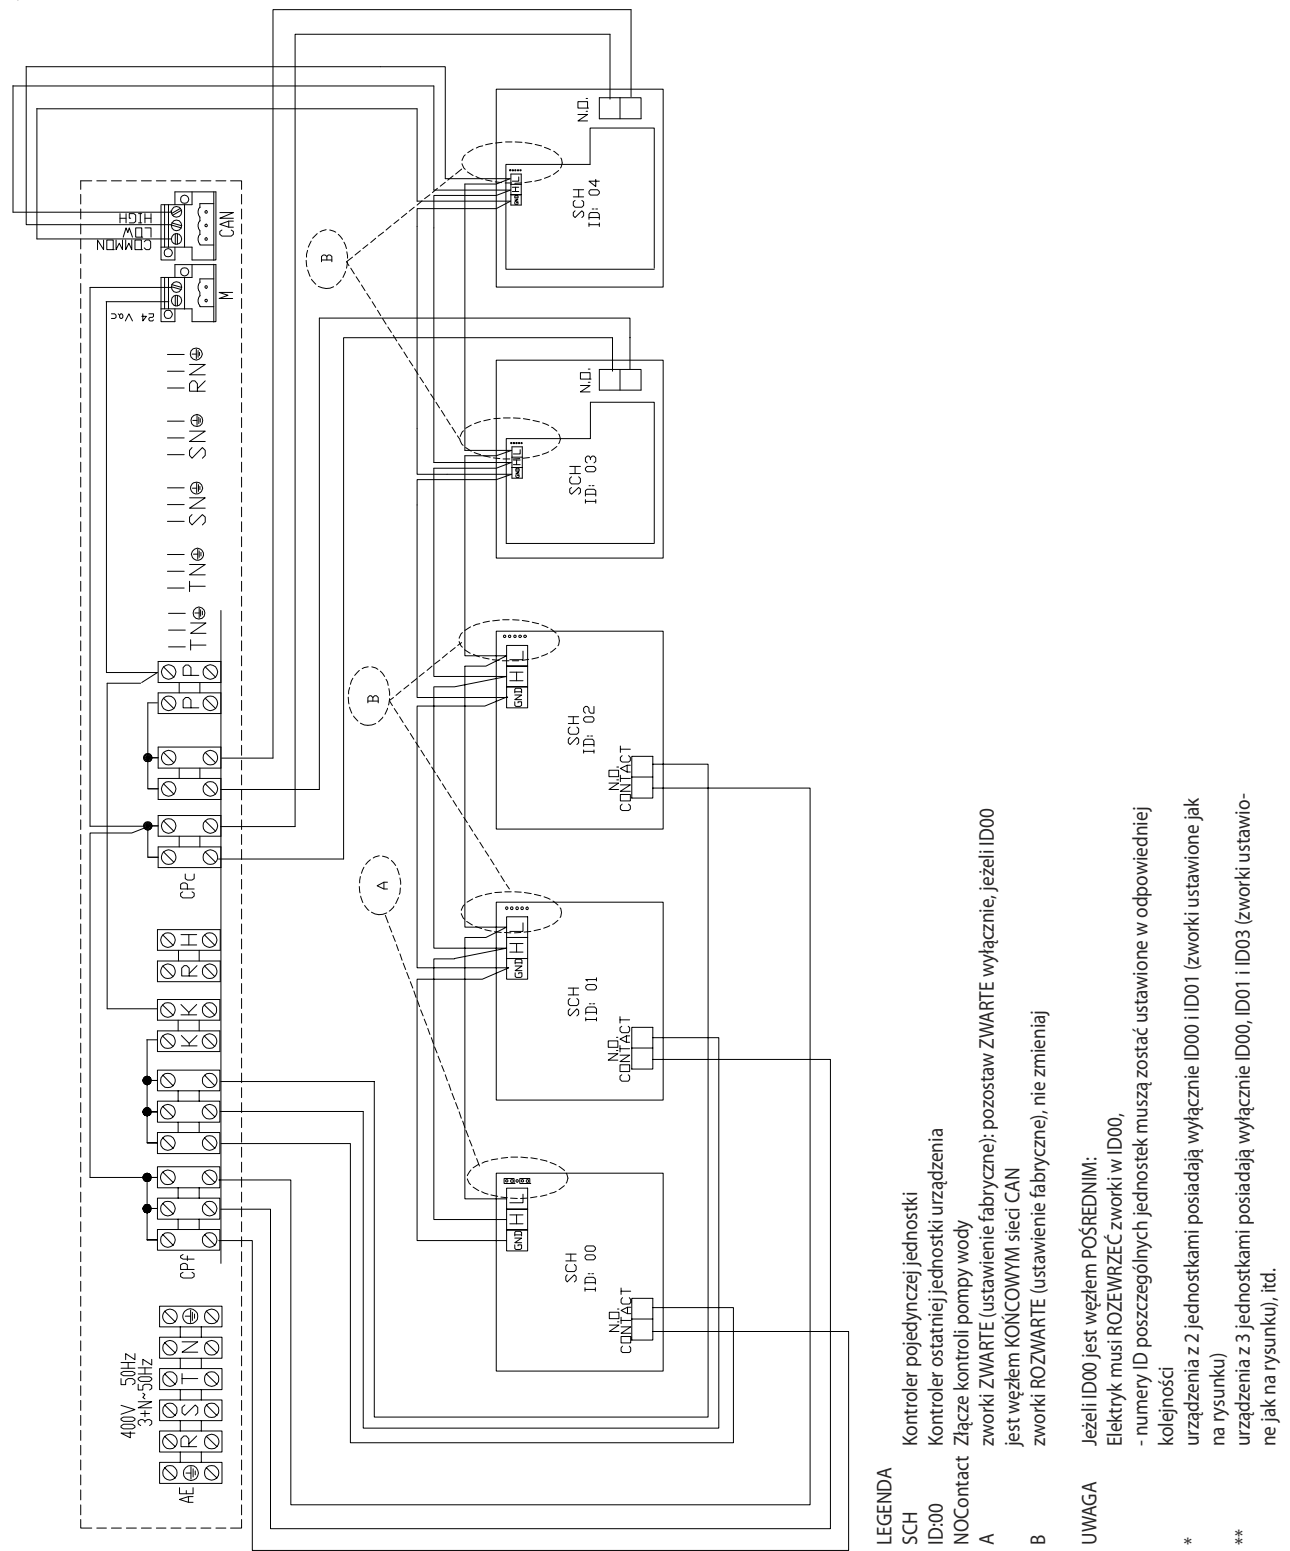 AE
R
S
T
N
400V 50Hz
3+N~50Hz
CPf
K
K
R
H
CPc
P
P
TN
TN
SN
SN
RN
24 Vac
M
COMMON
LOW
HIGH
CAN
A
B
B
GND
H
L
SCH
ID: 00
N.O.
CONTACT
GND
H
L
SCH
ID: 01
N.O.
CONTACT
GND
H
L
SCH
ID: 02
N.O.
CONTACT
H
L
SCH
ID: 03
N.O.
H
L
SCH
ID: 04
N.O.
LEGENDA
SCH Kontroler pojedynczej jednostki
ID:00 Kontroler ostatniej jednostki urządzenia
NOContact Złącze kontroli pompy wody
A zworki ZWARTE (ustawienie fabryczne): pozostaw ZWARTE wyłącznie, jeżeli ID00
jest węzłem KOŃCOWYM sieci CAN
B zworki ROZWARTE (ustawienie fabryczne), nie zmieniaj
UWAGA Jeżeli ID00 jest węzłem POŚREDNIM:
Elektryk musi ROZEWRZEĆ zworki w ID00,
- numery ID poszczególnych jednostek muszą zostać ustawione w odpowiedniej
kolejności
* urządzenia z 2 jednostkami posiadają wyłącznie ID00 i ID01 (zworki ustawione jak
na rysunku)
** urządzenia z 3 jednostkami posiadają wyłącznie ID00, ID01 i ID03 (zworki ustawio-
ne jak na rysunku), itd.